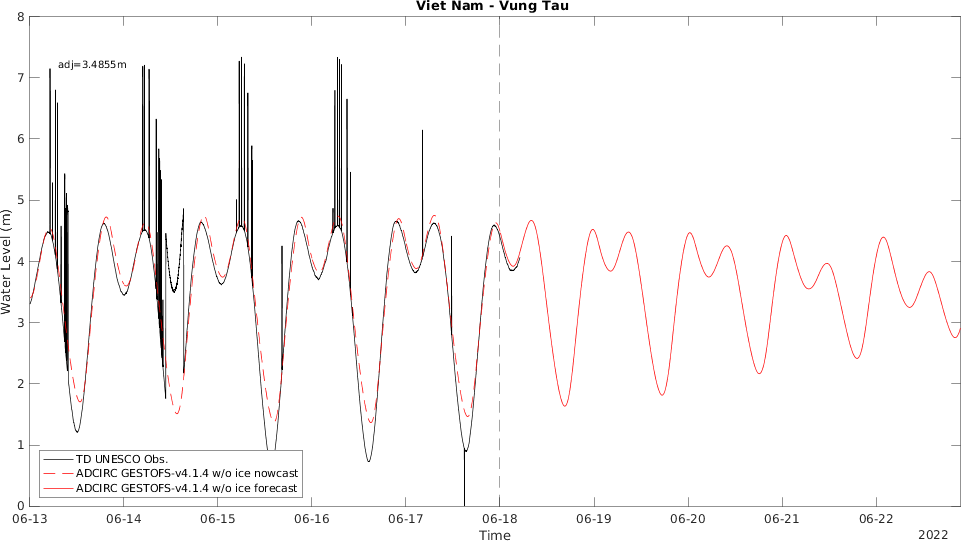 Viet Nam - Vung Tau
adj=3.4855m
Water Level (m)
8
7
6
5
4
3
2
1
0
TD UNESCO Obs.
ADCIRC GESTOFS-v4.1.4 w/o ice nowcast
ADCIRC GESTOFS-v4.1.4 w/o ice forecast
06-13 06-14 06-15 06-16 06-17 06-18 06-19 06-20 06-21 06-22
Time
2022